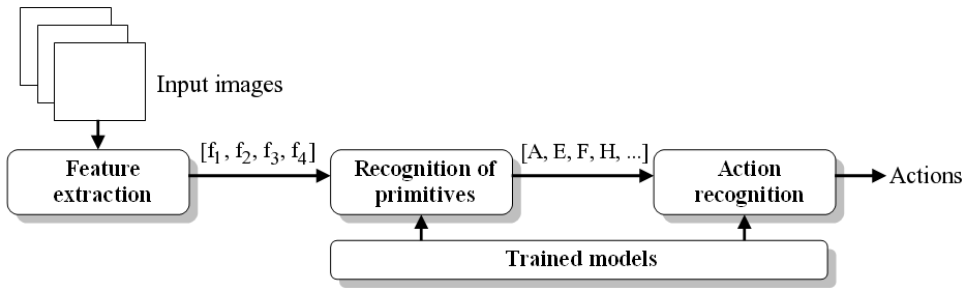 Input images
[f1, f2, f3, f4]
[A, E, F, H, ...]
Feature
extraction
Recognition of
primitives
Action
recognition
Actions
Trained models